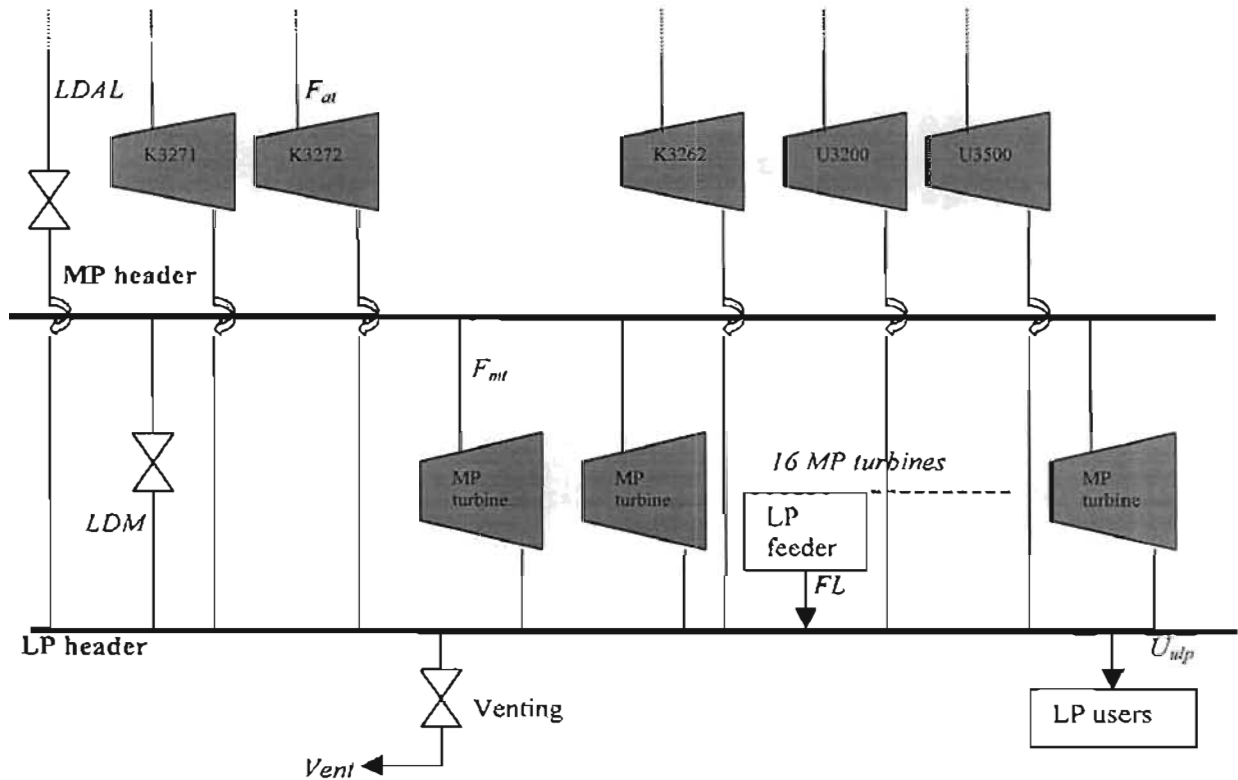 LDAL
F_at
K3271
K3272
K3262
U3200
U3500
MP header
F_mt
16 MP turbines
MP
turbine
MP
turbine
MP
turbine
LDM
LP
feeder
FL
LP header
U_ulp
Venting
LP users
Vent